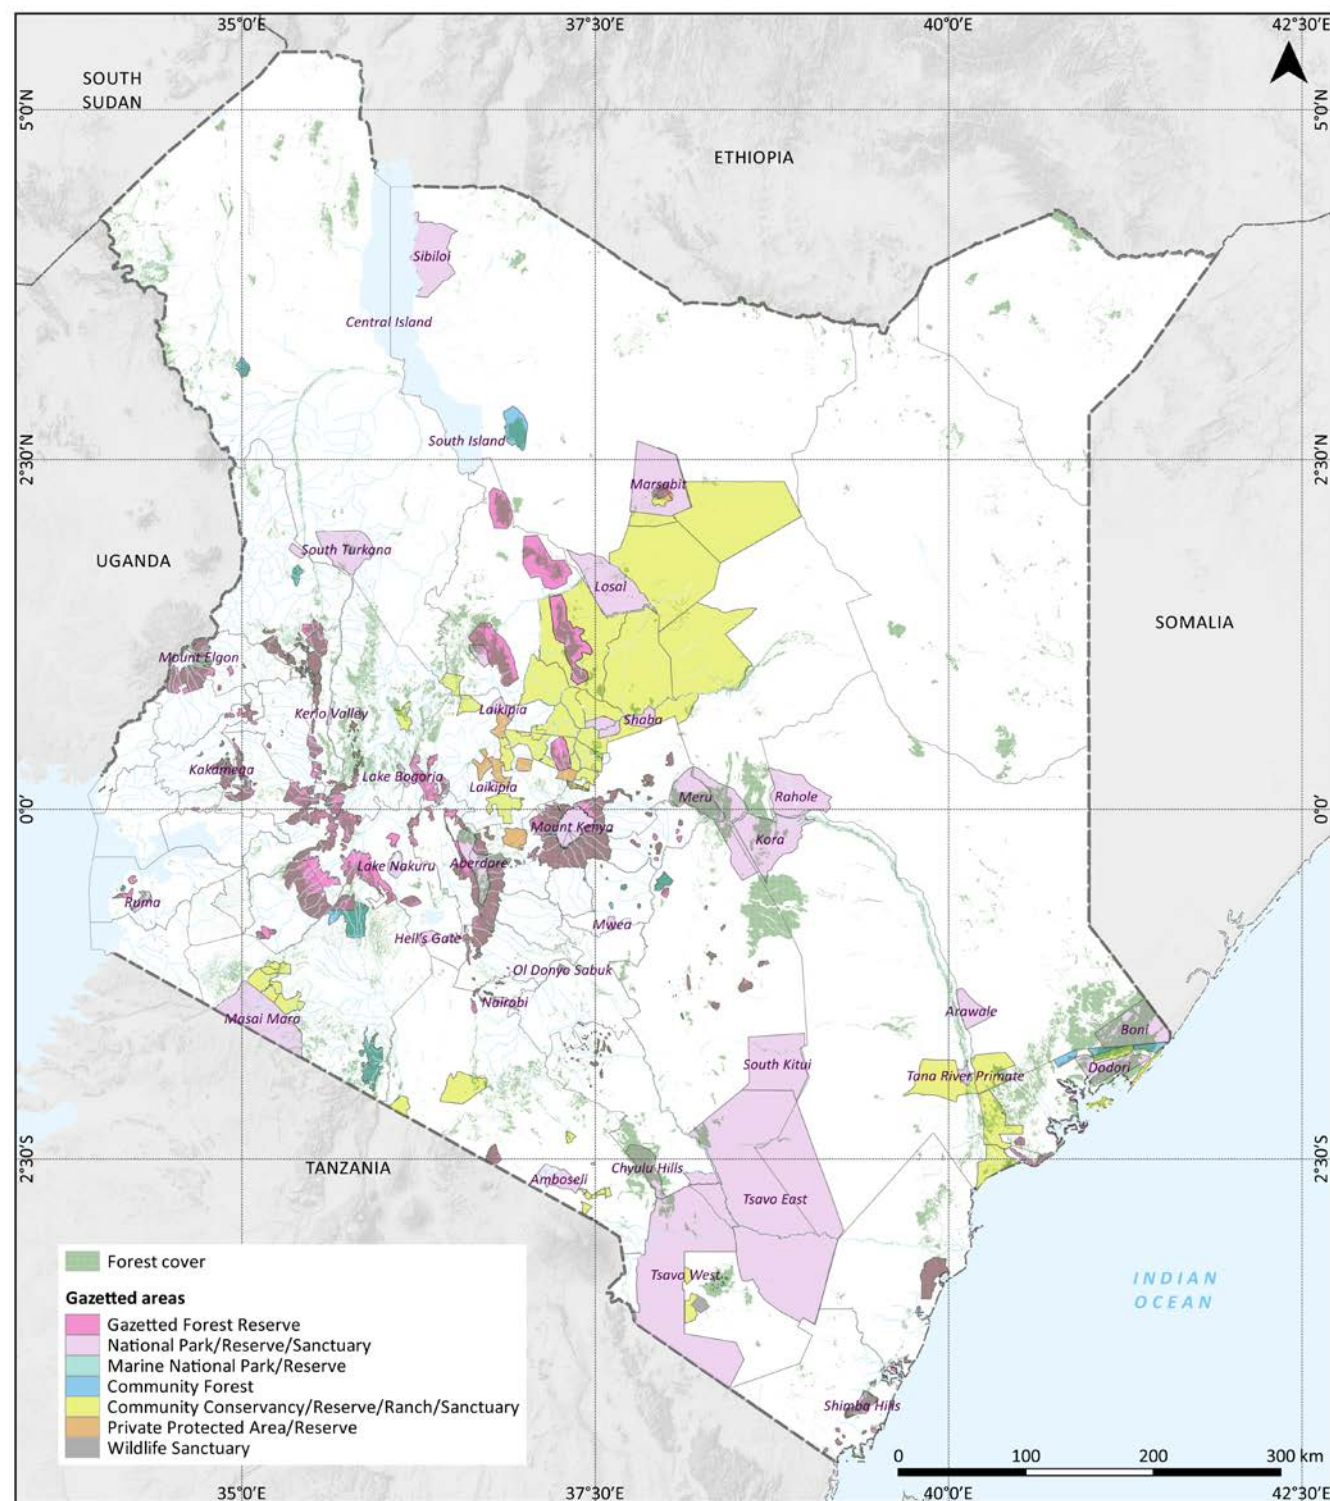 35°0'E
37°30'E
40°0'E
42°30'E
SOUTH
SUDAN
5°0'N
5°0'N
ETHIOPIA
Sibiloi
Central Island
South Island
2°30'N
2°30'N
Marsabit
South Turkana
UGANDA
Losai
SOMALIA
Mount Elgon
Kerio Valley
Laikipia
Shaba
Kakamega
Lake Bogoria
Laikipia
Meru
Rahole
0°0'
0°0'
Mount Kenya
Kora
Lake Nakuru
Aberdare
Ruma
Mwea
Hell's Gate
Ol Donyo Sabuk
Nairobi
Arawale
Masai Mara
Boni
South Kitui
Tana River Primate
Dodori
2°30'S
2°30'S
TANZANIA
Chyulu Hills
Amboseli
Tsavo East
Tsavo West
INDIAN
OCEAN
Shimba Hills
Forest cover
Gazetted areas
Gazetted Forest Reserve
National Park/Reserve/Sanctuary
Marine National Park/Reserve
Community Forest
Community Conservancy/Reserve/Ranch/Sanctuary
Private Protected Area/Reserve
Wildlife Sanctuary
0 100 200 300 km
35°0'E
37°30'E
40°0'E
42°30'E